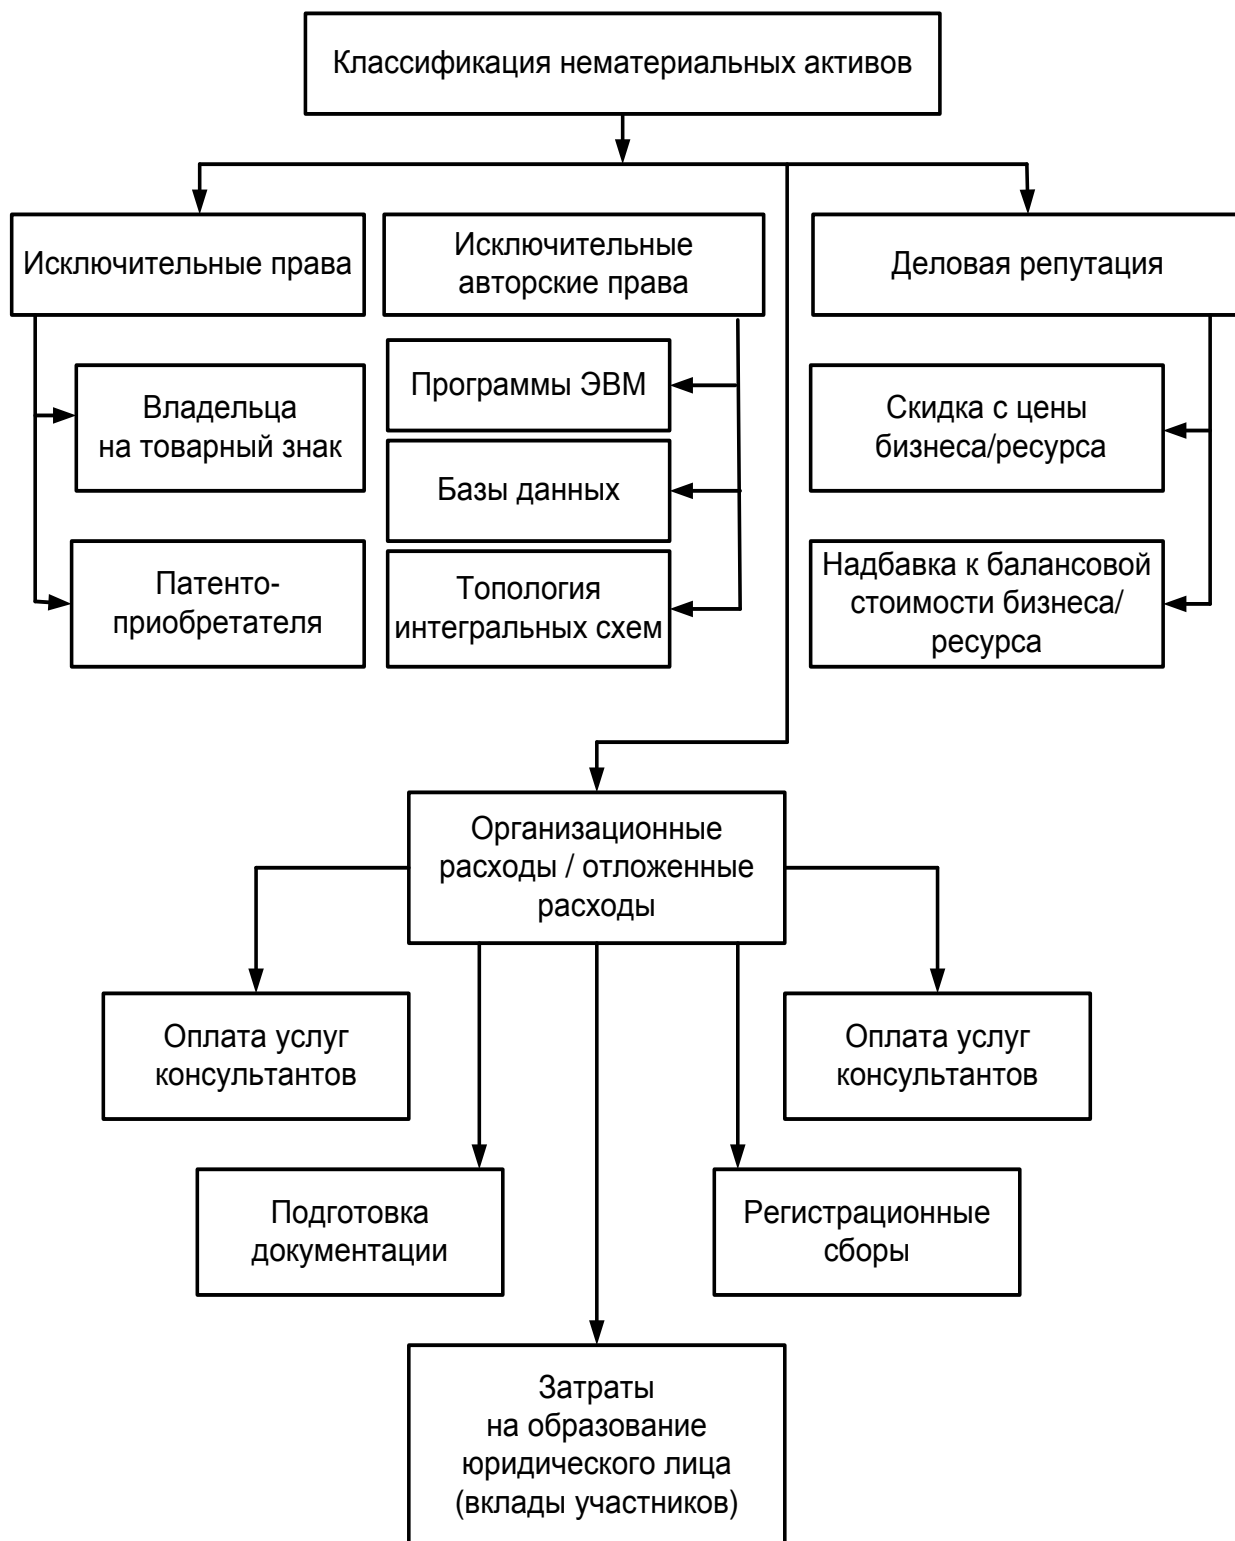 Классификация нематериальных активов
Исключительные права
Исключительные
авторские права
Деловая репутация
Владельца
на товарный знак
Патенто-
приобретателя
Программы ЭВМ
Базы данных
Топология
интегральных схем
Скидка с цены
бизнеса/ресурса
Надбавка к балансовой
стоимости бизнеса/
ресурса
Организационные
расходы / отложенные
расходы
Оплата услуг
консультантов
Оплата услуг
консультантов
Подготовка
документации
Регистрационные
сборы
Затраты
на образование
юридического лица
(вклады участников)